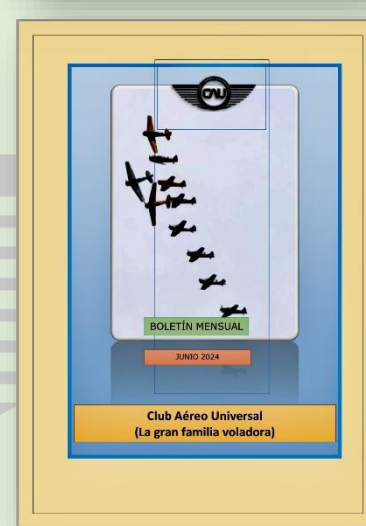 CAU
BOLETÍN MENSUAL
JUNIO 2024
Club Aéreo Universal
(La gran familia voladora)